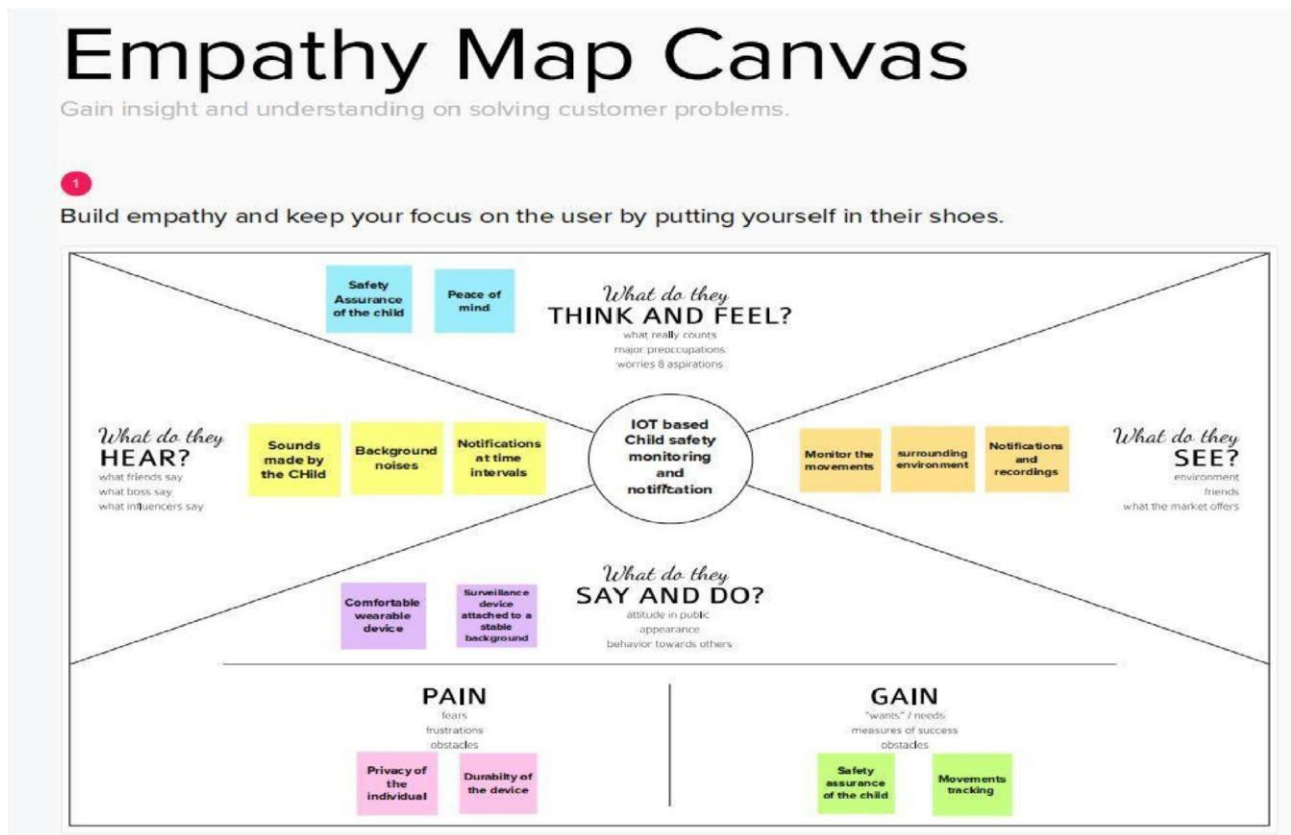 Empathy Map Canvas
Gain insight and understanding on solving customer problems.
1
Build empathy and keep your focus on the user by putting yourself in their shoes.
Safety
Assurance
of the child
Peace of
mind
What do they
THINK AND FEEL?
what really counts
major preoccupations
worries & aspirations
What do they
HEAR?
what friends say
what boss say
what influencers say
Sounds
made by
the CHild
Background
noises
Notifications
at time
intervals
IOT based
Child safety
monitoring
and
notification
Monitor the
movements
surrounding
environment
Notifications
and
recordings
What do they
SEE?
environment
friends
what the market offers
What do they
SAY AND DO?
attitude in public
appearance
behavior towards others
Comfortable
wearable
device
Surveillance
device
attached to a
stable
background
PAIN
fears
frustrations
obstacles
Privacy of
the
individual
Durabilty of
the device
GAIN
"wants" / needs
measures of success
obstacles
Safety
assurance
of the child
Movements
tracking